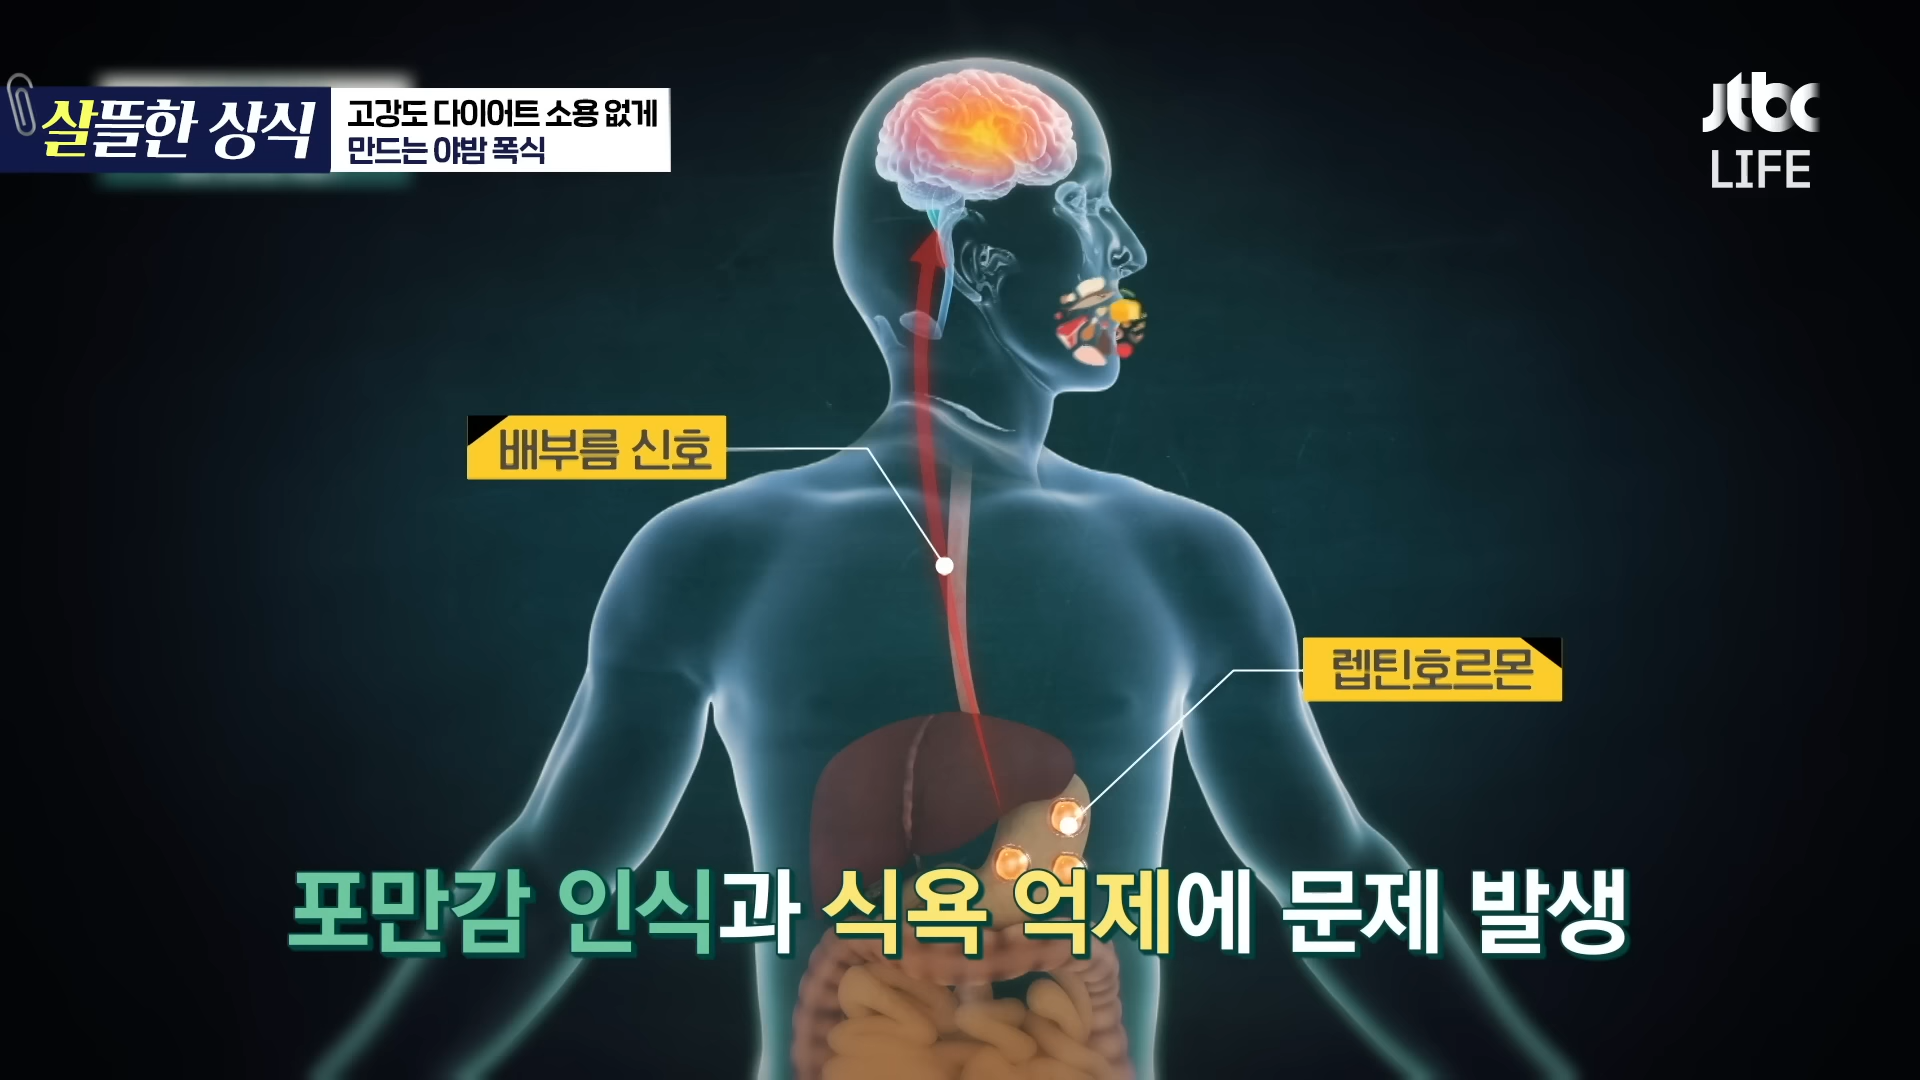 살뜰한 상식
고강도 다이어트 소용 없게
만드는 야밤 폭식
jtbc
LIFE
배부름 신호
렙틴호르몬
포만감 인식과 식욕 억제에 문제 발생